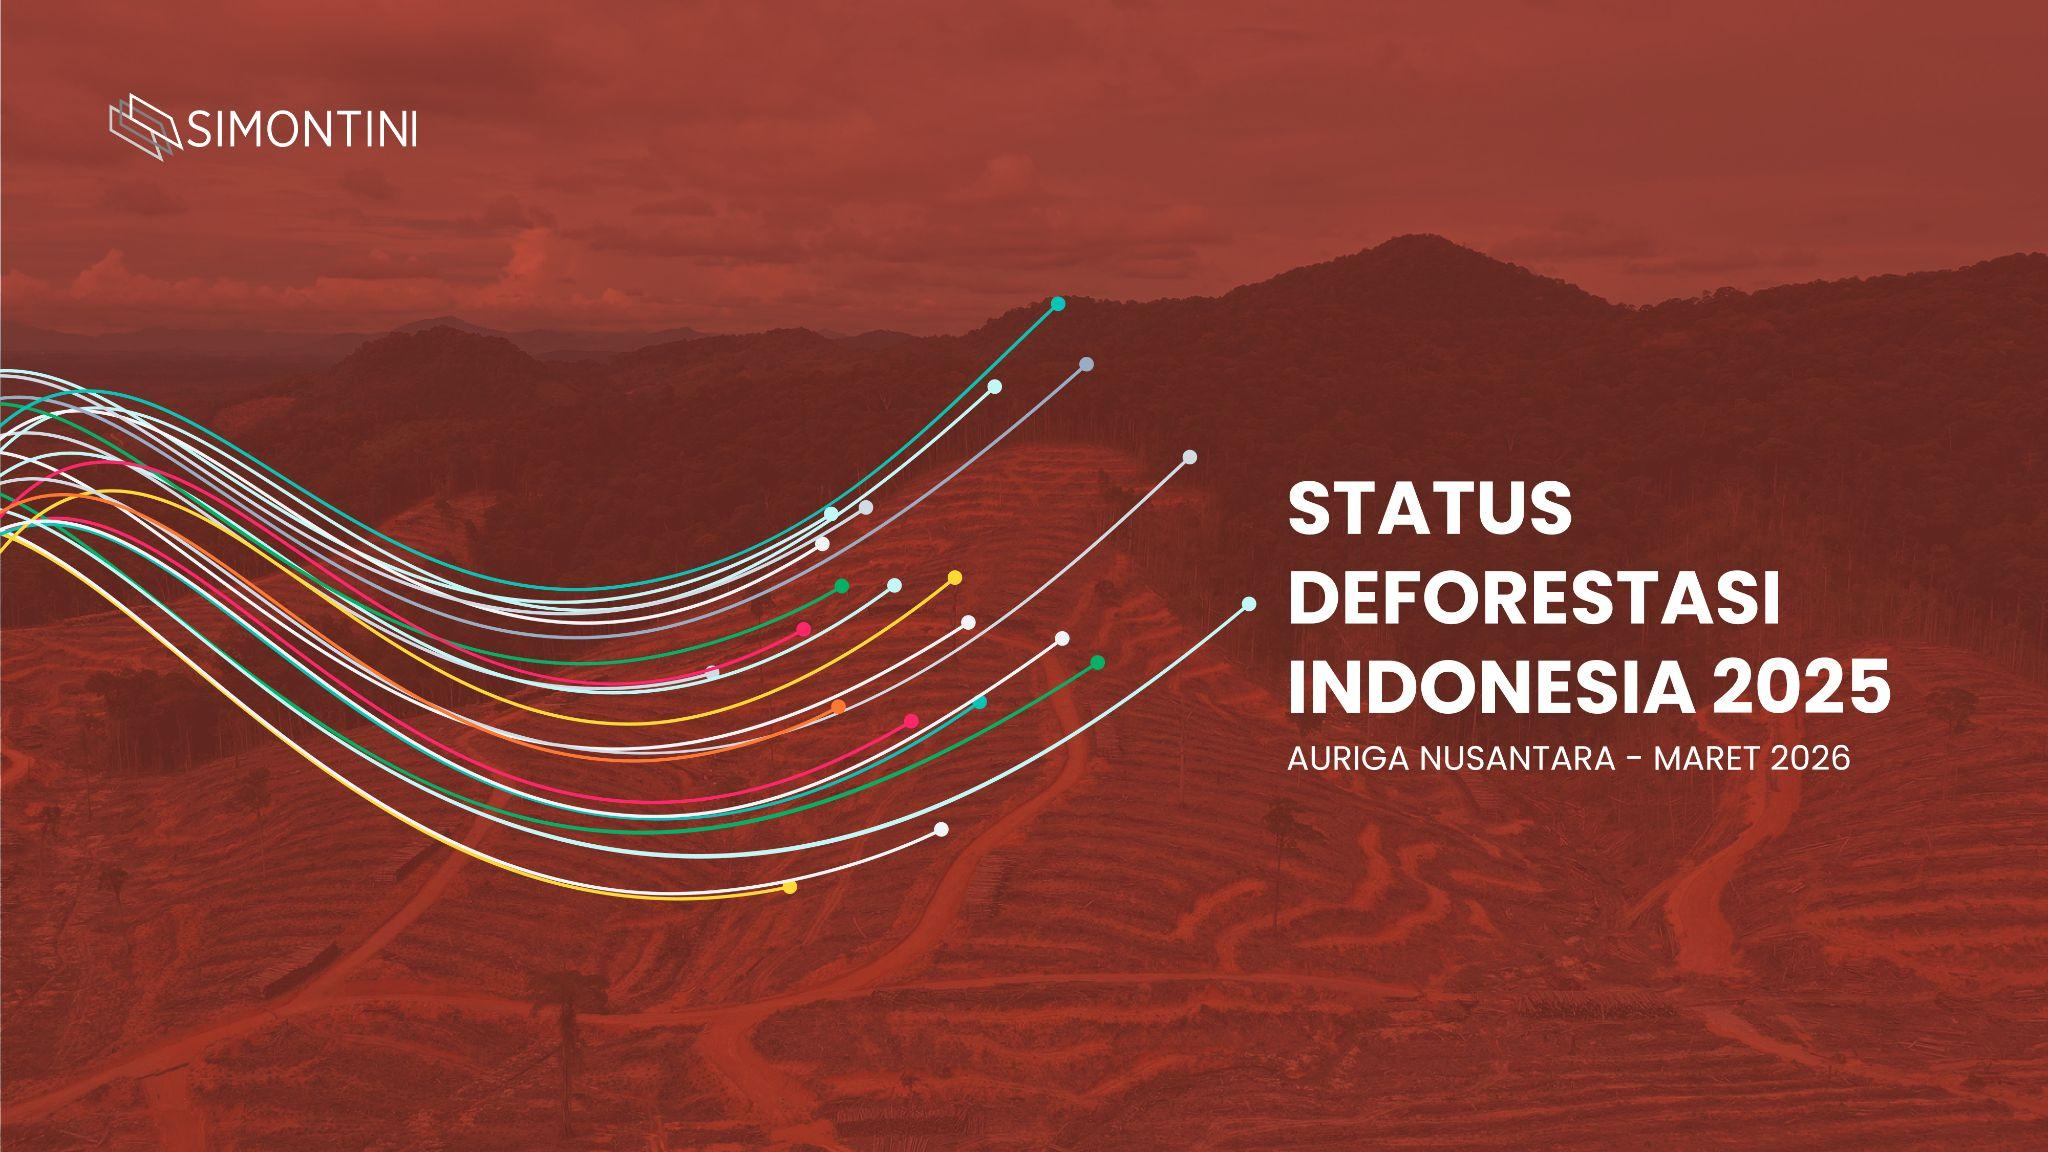 SIMONTINI
STATUS
DEFORESTASI
INDONESIA 2025
AURIGA NUSANTARA - MARET 2026